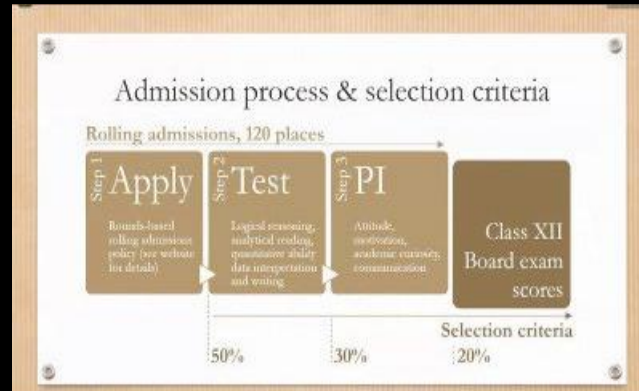 Admission process & selection criteria
Rolling admissions, 120 places
Step 1
Apply
Rounds-based
rolling admissions
policy (see website
for details)
Step 2
Test
Logical reasoning,
analytical reading,
quantitative ability
data interpretation
and writing
Step 3
PI
Attitude,
motivation,
academic curiosity,
communication
Class XII
Board exam
scores
Selection criteria
50%
30%
20%